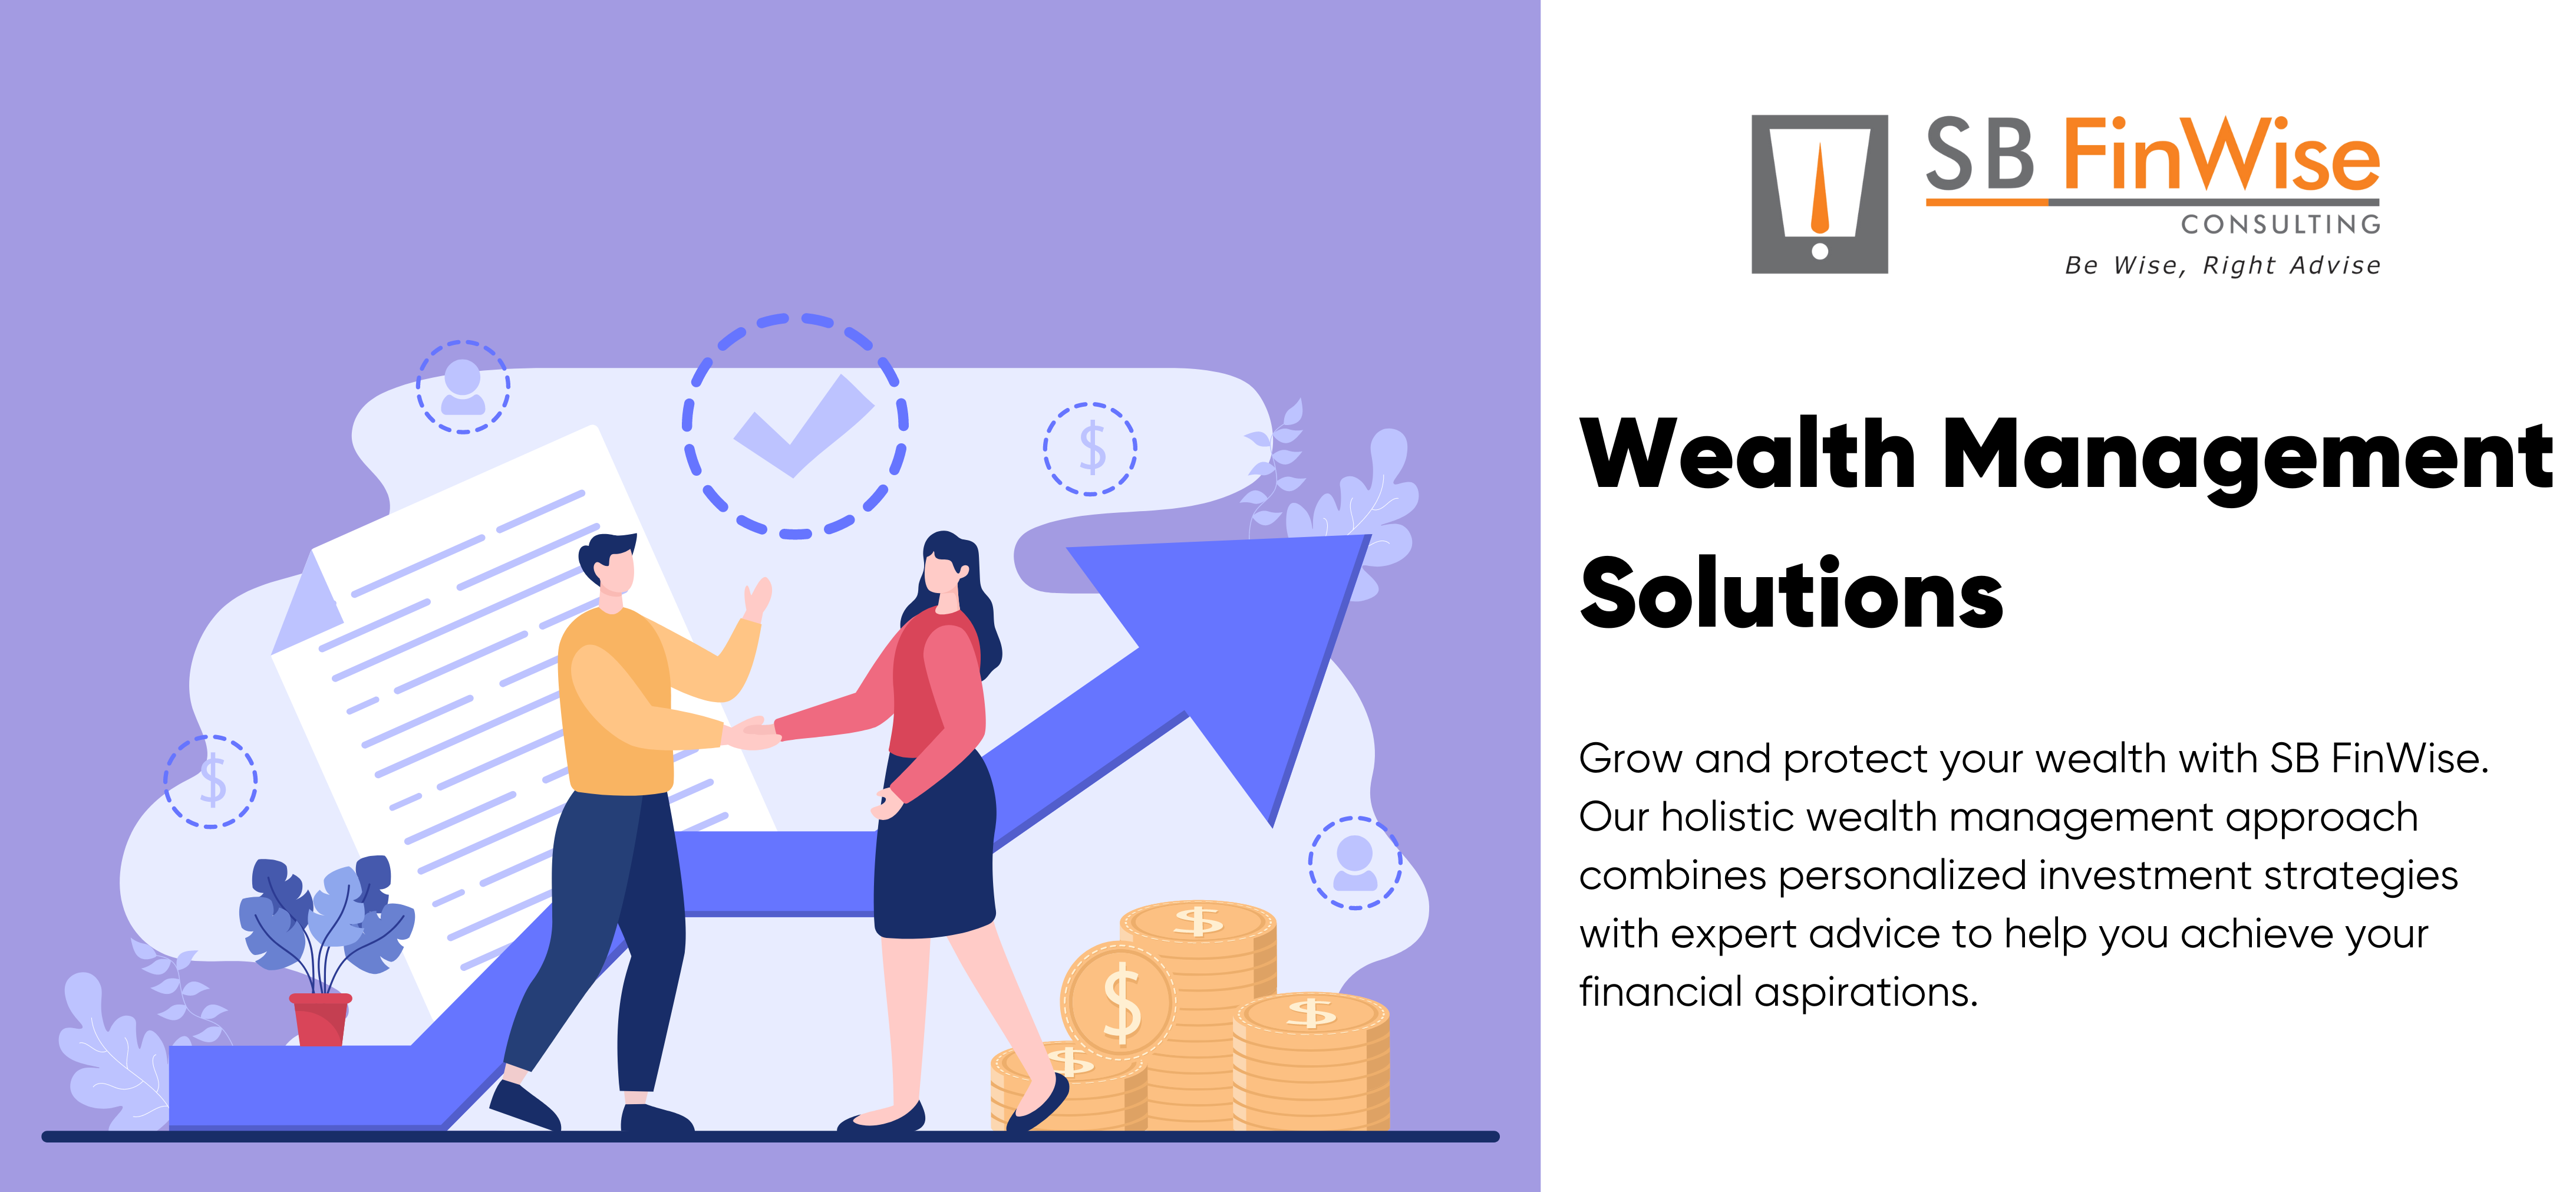 SB FinWise
CONSULTING
Be Wise, Right Advise
Wealth Management
Solutions
Grow and protect your wealth with SB FinWise.
Our holistic wealth management approach
combines personalized investment strategies
with expert advice to help you achieve your
financial aspirations.
$
$
$
$
$
$